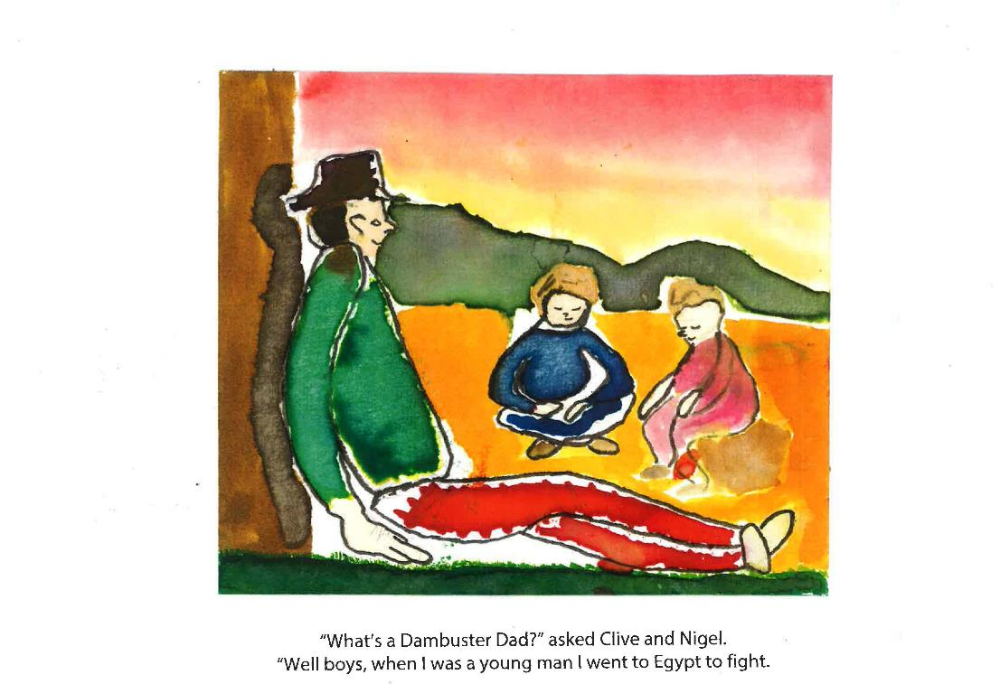 “What’s a Dambuster Dad?” asked Clive and Nigel.
“Well boys, when I was a young man I went to Egypt to fight.